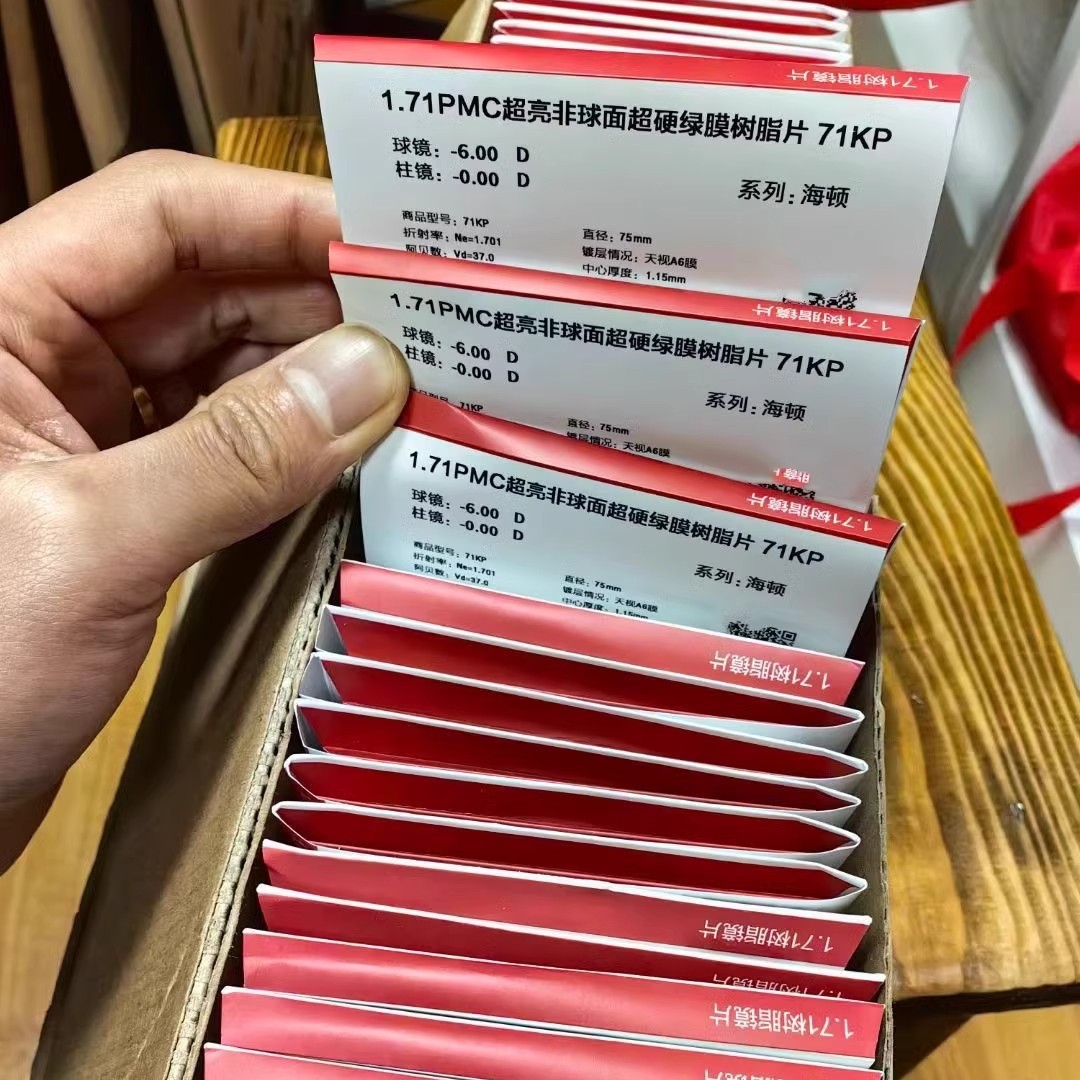 1.71树脂镜片
1.71PMC超亮非球面超硬绿膜树脂片 71KP
球镜: -6.00 D
柱镜: -0.00 D
系列: 海顿
商品型号: 71KP
折射率: Ne=1.701
阿贝数: Vd=37.0
直径: 75mm
镀层情况: 天视A6膜
中心厚度: 1.15mm
1.71树脂镜片
1.71PMC超亮非球面超硬绿膜树脂片 71KP
球镜: -6.00 D
柱镜: -0.00 D
系列: 海顿
71KP
直径: 75mm
镀层情况: 天视A6膜
1.71树脂镜片
1.71PMC超亮非球面超硬绿膜树脂片 71KP
球镜: -6.00 D
柱镜: -0.00 D
系列: 海顿
商品型号: 71KP
折射率: Ne=1.701
阿贝数: Vd=37.0
直径: 75mm
镀层情况: 天视A6膜
中心厚度: 1.15mm
1.71树脂镜片
1.71树脂镜片
1.71树脂镜片
1.71树脂镜片